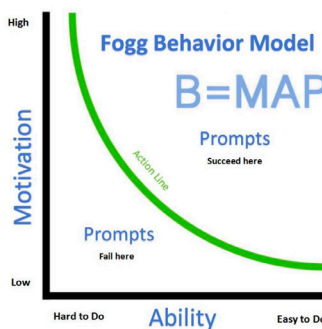 High
Fogg Behavior Model
B=MAP
Prompts
Succeed here
Action Line
Motivation
Prompts
Fail here
Low
Hard to Do
Ability
Easy to Do